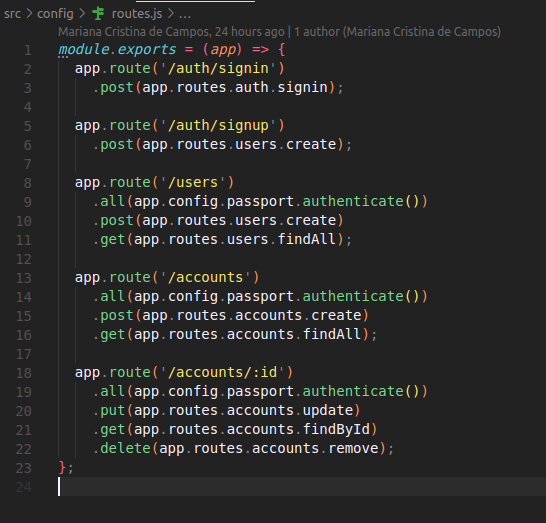 src > config > routes.js > ...
Mariana Cristina de Campos, 24 hours ago | 1 author (Mariana Cristina de Campos)
1 module.exports = (app) => {
2   app.route('/auth/signin')
3     .post(app.routes.auth.signin);
4
5   app.route('/auth/signup')
6     .post(app.routes.users.create);
7
8   app.route('/users')
9     .all(app.config.passport.authenticate())
10     .post(app.routes.users.create)
11     .get(app.routes.users.findAll);
12
13   app.route('/accounts')
14     .all(app.config.passport.authenticate())
15     .post(app.routes.accounts.create)
16     .get(app.routes.accounts.findAll);
17
18   app.route('/accounts/:id')
19     .all(app.config.passport.authenticate())
20     .put(app.routes.accounts.update)
21     .get(app.routes.accounts.findById)
22     .delete(app.routes.accounts.remove);
23 };
24